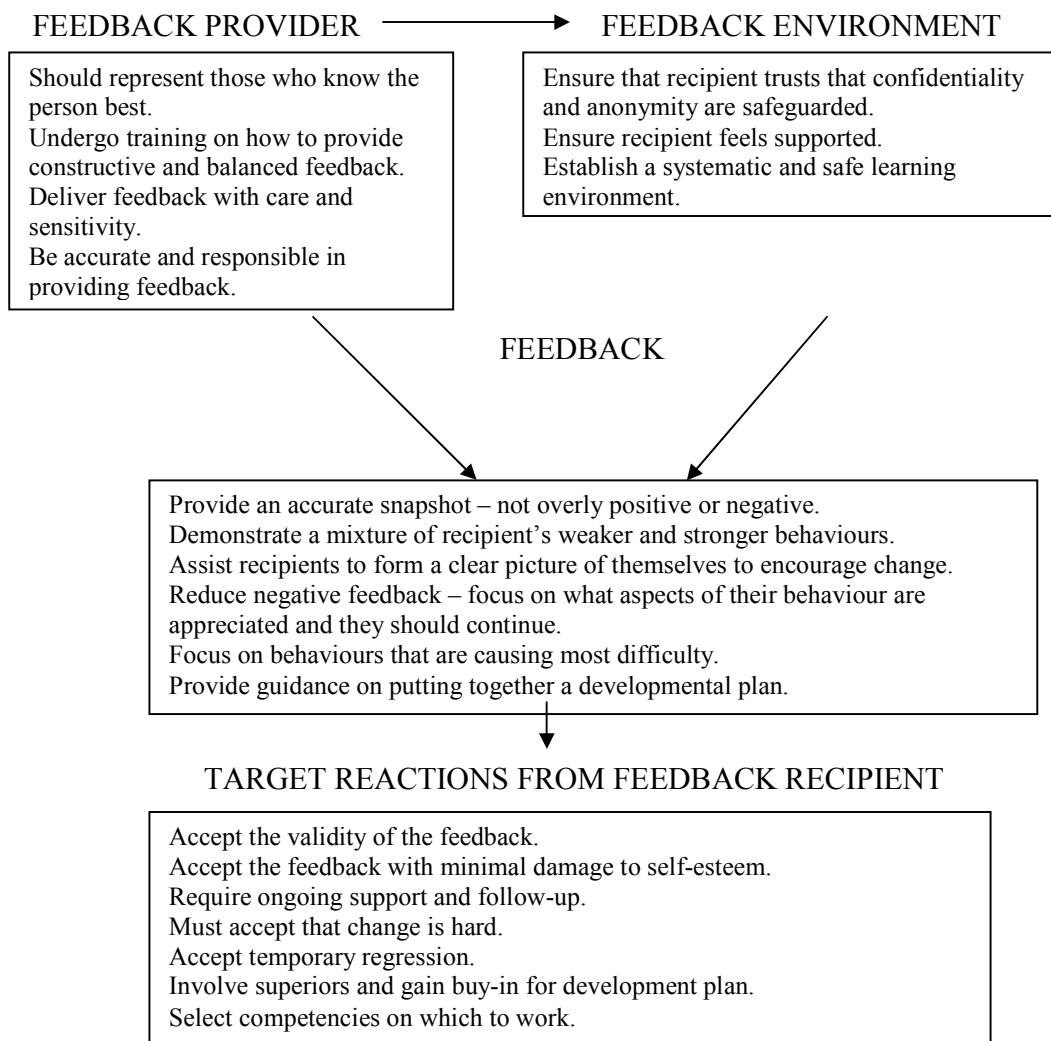 FEEDBACK PROVIDER
FEEDBACK ENVIRONMENT
Should represent those who know the
person best.
Undergo training on how to provide
constructive and balanced feedback.
Deliver feedback with care and
sensitivity.
Be accurate and responsible in
providing feedback.
Ensure that recipient trusts that confidentiality
and anonymity are safeguarded.
Ensure recipient feels supported.
Establish a systematic and safe learning
environment.
FEEDBACK
Provide an accurate snapshot – not overly positive or negative.
Demonstrate a mixture of recipient’s weaker and stronger behaviours.
Assist recipients to form a clear picture of themselves to encourage change.
Reduce negative feedback – focus on what aspects of their behaviour are
appreciated and they should continue.
Focus on behaviours that are causing most difficulty.
Provide guidance on putting together a developmental plan.
TARGET REACTIONS FROM FEEDBACK RECIPIENT
Accept the validity of the feedback.
Accept the feedback with minimal damage to self-esteem.
Require ongoing support and follow-up.
Must accept that change is hard.
Accept temporary regression.
Involve superiors and gain buy-in for development plan.
Select competencies on which to work.